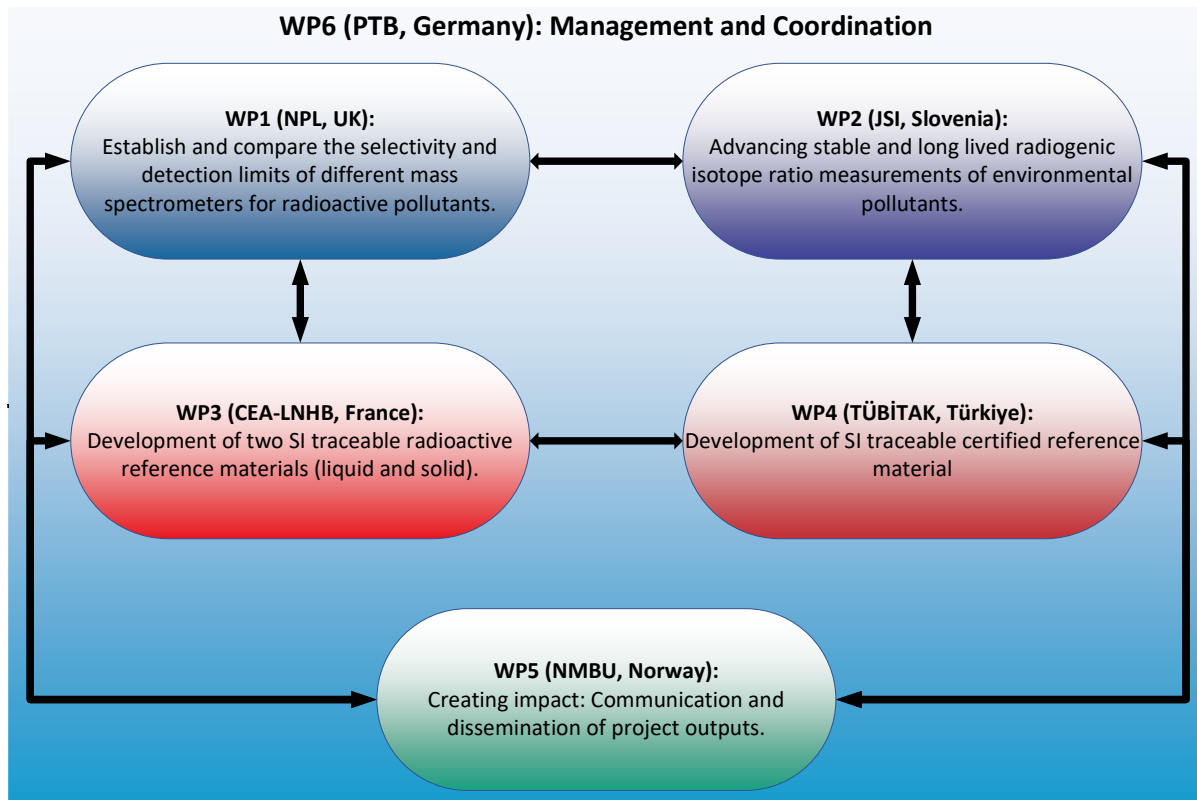 WP6 (PTB, Germany): Management and Coordination
WP1 (NPL, UK):
Establish and compare the selectivity and
detection limits of different mass
spectrometers for radioactive pollutants.
WP2 (JSI, Slovenia):
Advancing stable and long lived radiogenic
isotope ratio measurements of environmental
pollutants.
WP3 (CEA-LNHB, France):
Development of two SI traceable radioactive
reference materials (liquid and solid).
WP4 (TÜBİTAK, Türkiye):
Development of SI traceable certified reference
material
WP5 (NMBU, Norway):
Creating impact: Communication and
dissemination of project outputs.